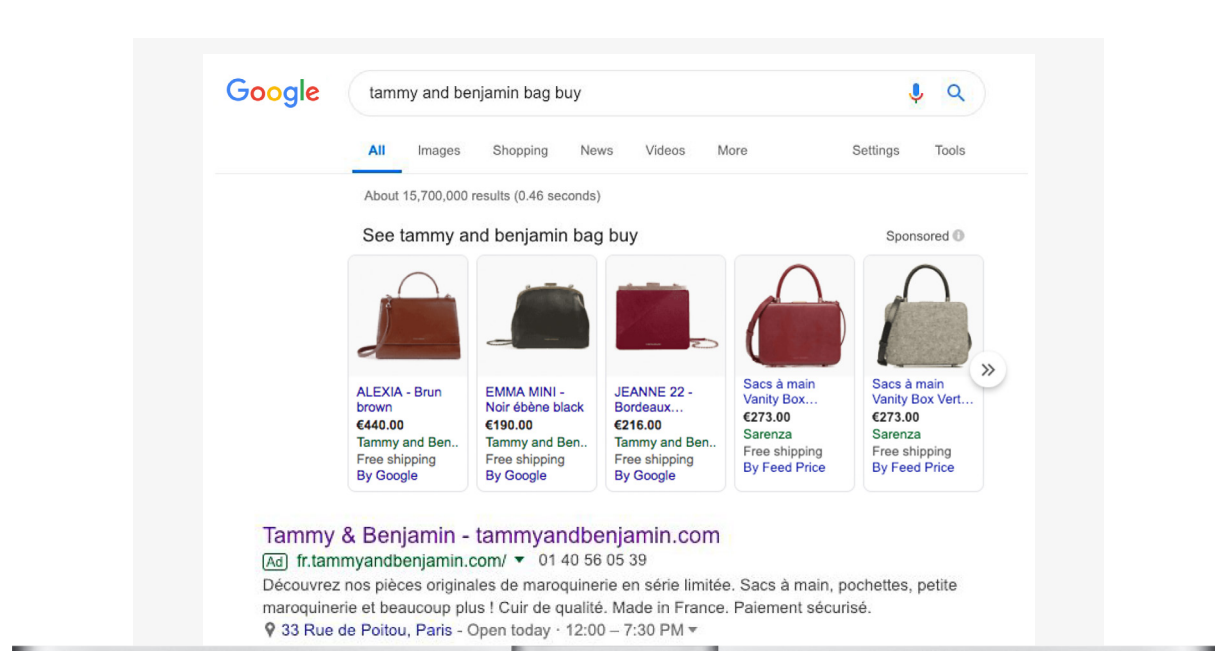 Google
tammy and benjamin bag buy
All Images Shopping News Videos More Settings Tools
About 15,700,000 results (0.46 seconds)
See tammy and benjamin bag buy
Sponsored
ALEXIA - Brun
brown
€440.00
Tammy and Ben..
Free shipping
By Google
EMMA MINI -
Noir ébène black
€190.00
Tammy and Ben..
Free shipping
By Google
JEANNE 22 -
Bordeaux...
€216.00
Tammy and Ben..
Free shipping
By Google
Sacs à main
Vanity Box...
€273.00
Sarenza
Free shipping
By Feed Price
Sacs à main
Vanity Box Vert...
€273.00
Sarenza
Free shipping
By Feed Price
Tammy & Benjamin - tammyandbenjamin.com
Ad fr.tammyandbenjamin.com/ 01 40 56 05 39
Découvrez nos pièces originales de maroquinerie en série limitée. Sacs à main, pochettes, petite
maroquinerie et beaucoup plus ! Cuir de qualité. Made in France. Paiement sécurisé.
33 Rue de Poitou, Paris - Open today · 12:00 – 7:30 PM